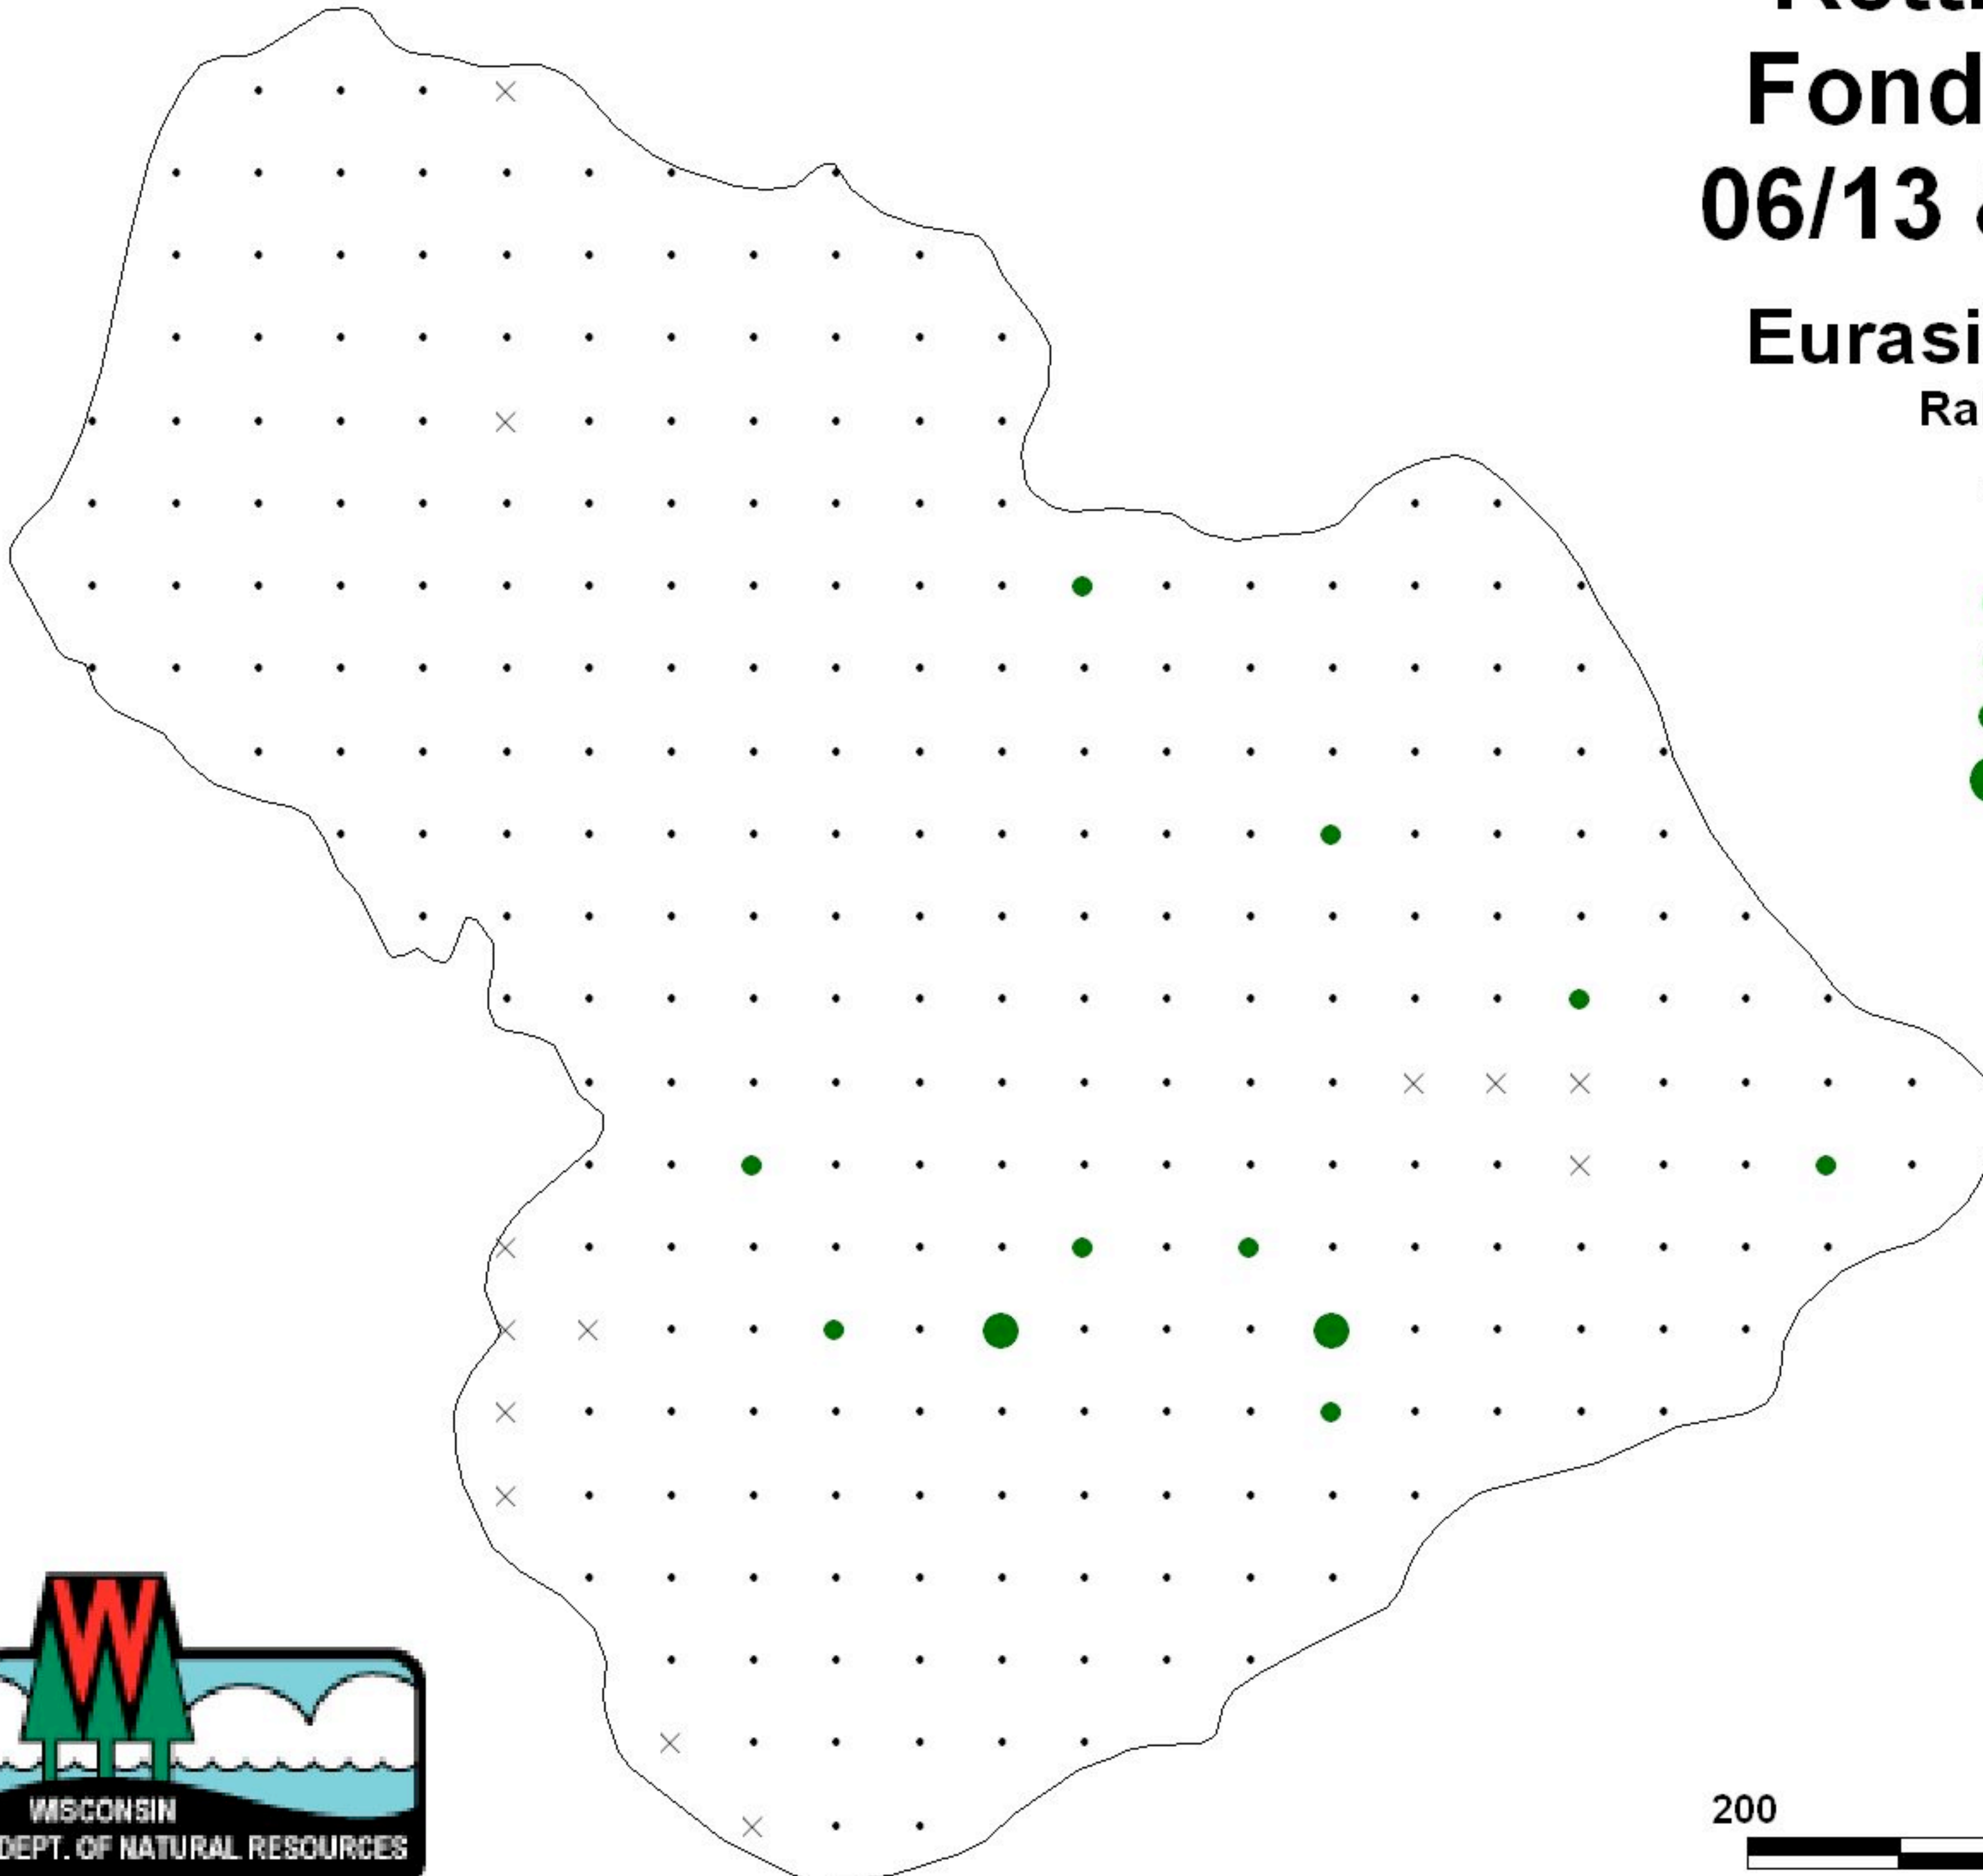 Fond
06/13
Eurasi
Ra
200
WISCONSIN
DEPT. OF NATURAL RESOURCES